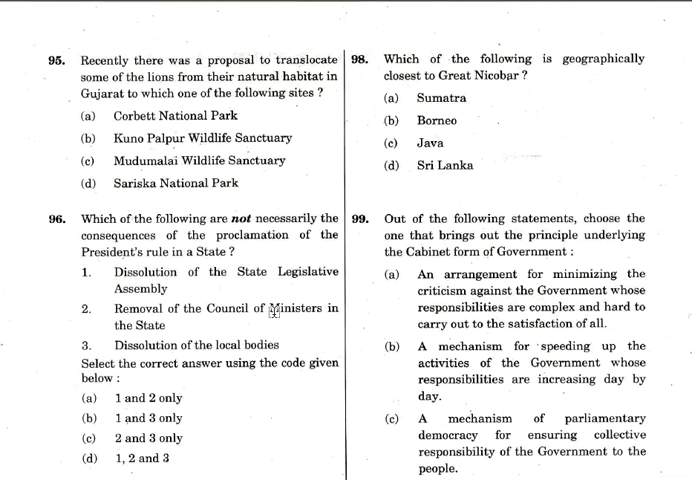 95. Recently there was a proposal to translocate
some of the lions from their natural habitat in
Gujarat to which one of the following sites ?
(a) Corbett National Park
(b) Kuno Palpur Wildlife Sanctuary
(c) Mudumalai Wildlife Sanctuary
(d) Sariska National Park
96. Which of the following are not necessarily the
consequences of the proclamation of the
President's rule in a State ?
1. Dissolution of the State Legislative
Assembly
2. Removal of the Council of Ministers in
the State
3. Dissolution of the local bodies
Select the correct answer using the code given
below :
(a) 1 and 2 only
(b) 1 and 3 only
(c) 2 and 3 only
(d) 1, 2 and 3
98. Which of the following is geographically
closest to Great Nicobar ?
(a) Sumatra
(b) Borneo
(c) Java
(d) Sri Lanka
99. Out of the following statements, choose the
one that brings out the principle underlying
the Cabinet form of Government :
(a) An arrangement for minimizing the
criticism against the Government whose
responsibilities are complex and hard to
carry out to the satisfaction of all.
(b) A mechanism for speeding up the
activities of the Government whose
responsibilities are increasing day by
day.
(c) A mechanism of parliamentary
democracy for ensuring collective
responsibility of the Government to the
people.